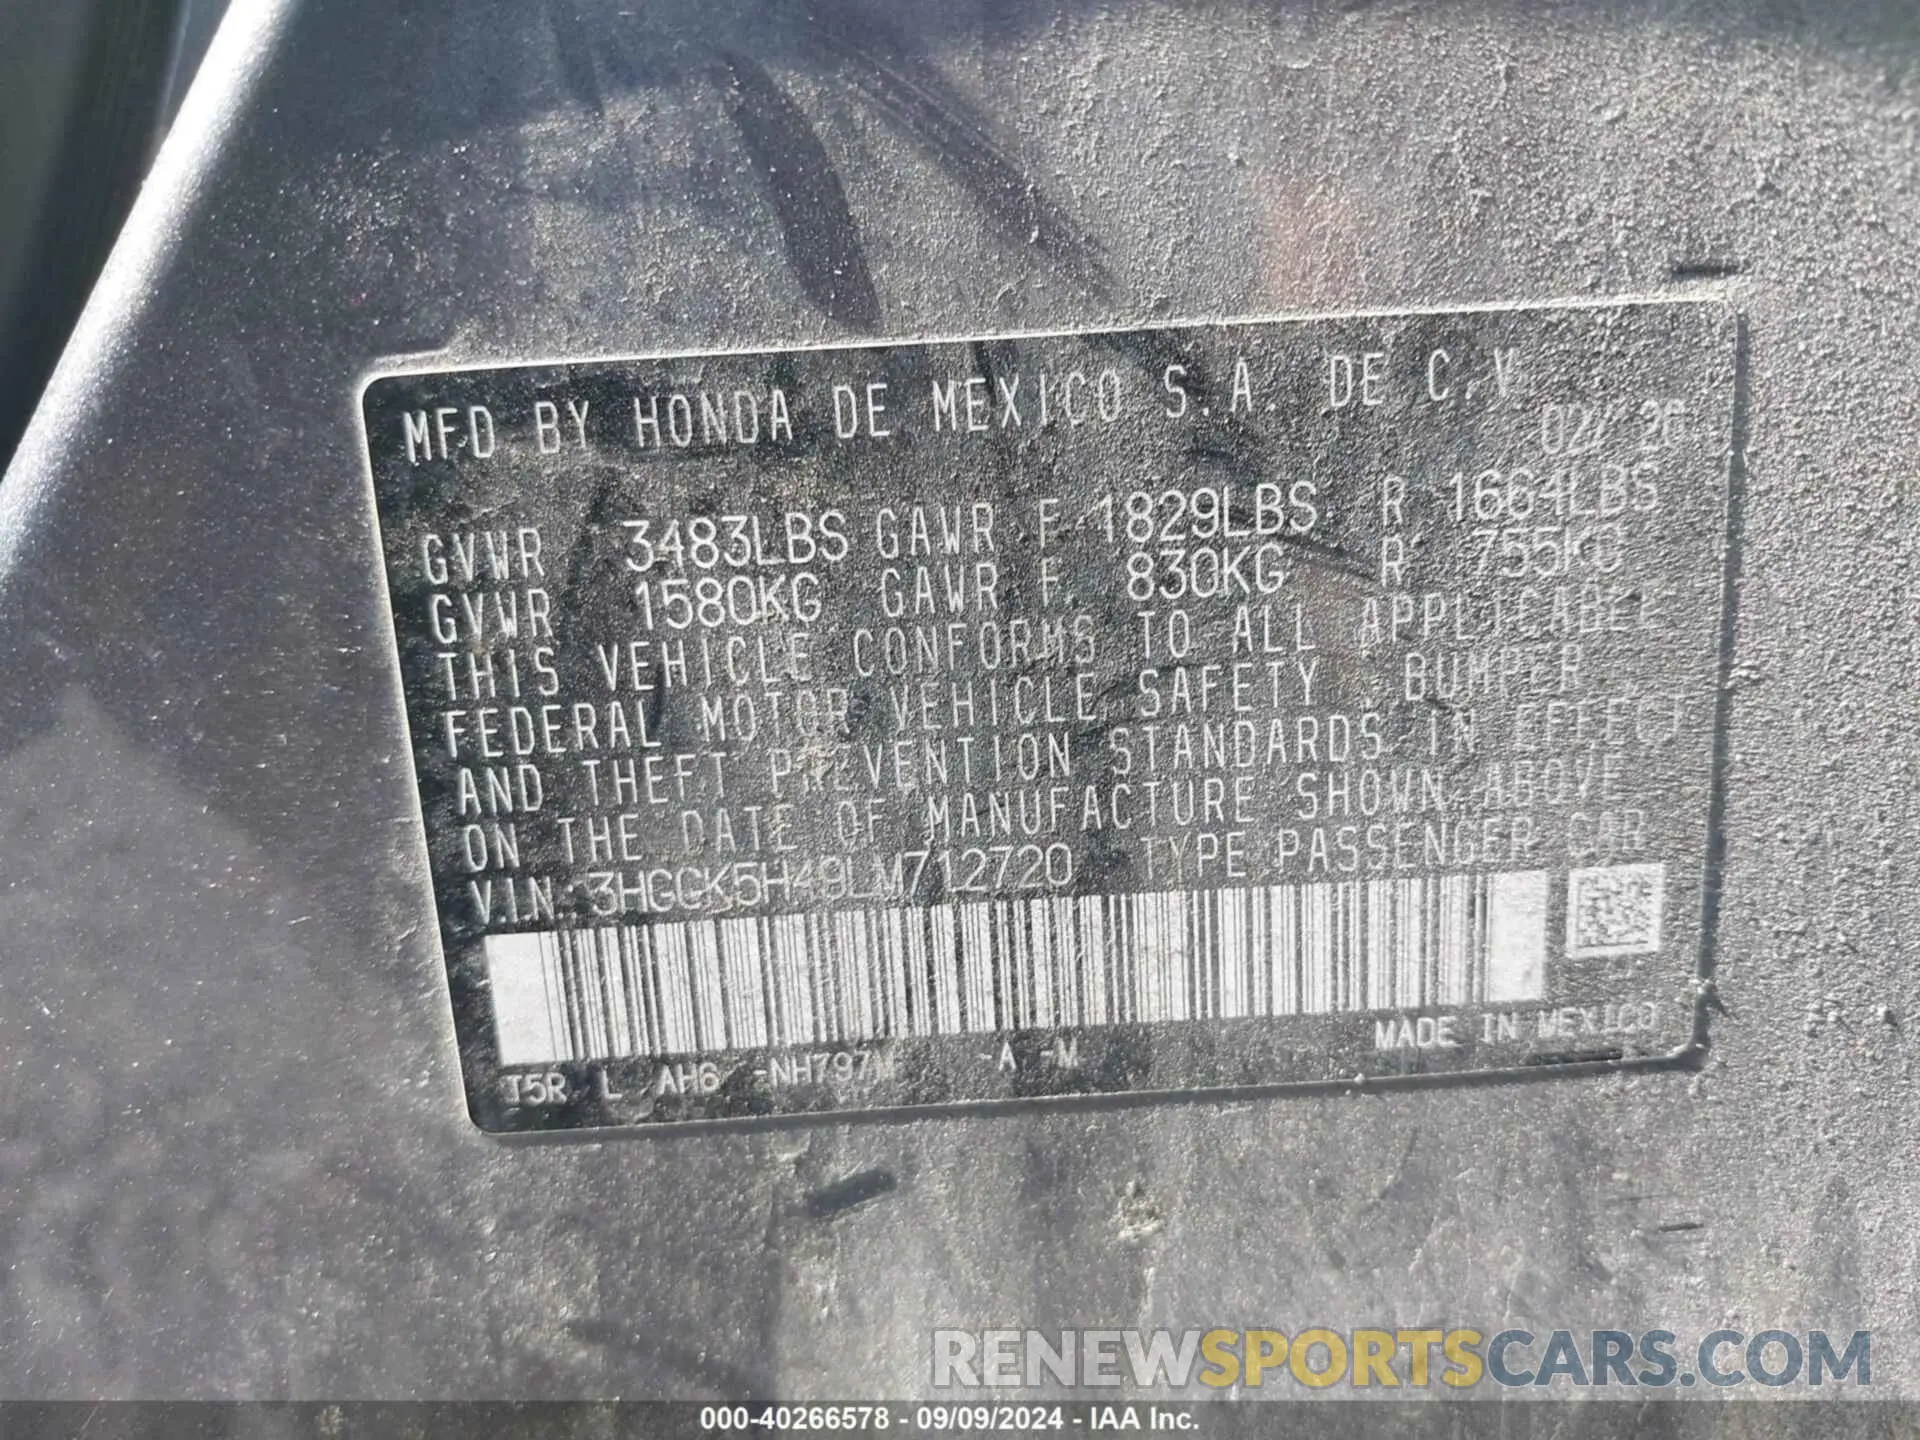 MFD BY HONDA DE MEXICO S.A. DE C.V.
02/20
GVWR 3483LBS GAWR F 1829LBS R 1664LBS
GVWR 1580KG GAWR F 830KG R 755KG
THIS VEHICLE CONFORMS TO ALL APPLICABLE
FEDERAL MOTOR VEHICLE SAFETY, BUMPER,
AND THEFT PREVENTION STANDARDS IN EFFECT
ON THE DATE OF MANUFACTURE SHOWN ABOVE
V.I.N.: 3HGGK5H49LM712720 TYPE:PASSENGER CAR
MADE IN MEXICO
T5R L AH6 -NH797M -A -M
RENEWSPORTSCARS.COM
000-40266578 - 09/09/2024 - IAA Inc.